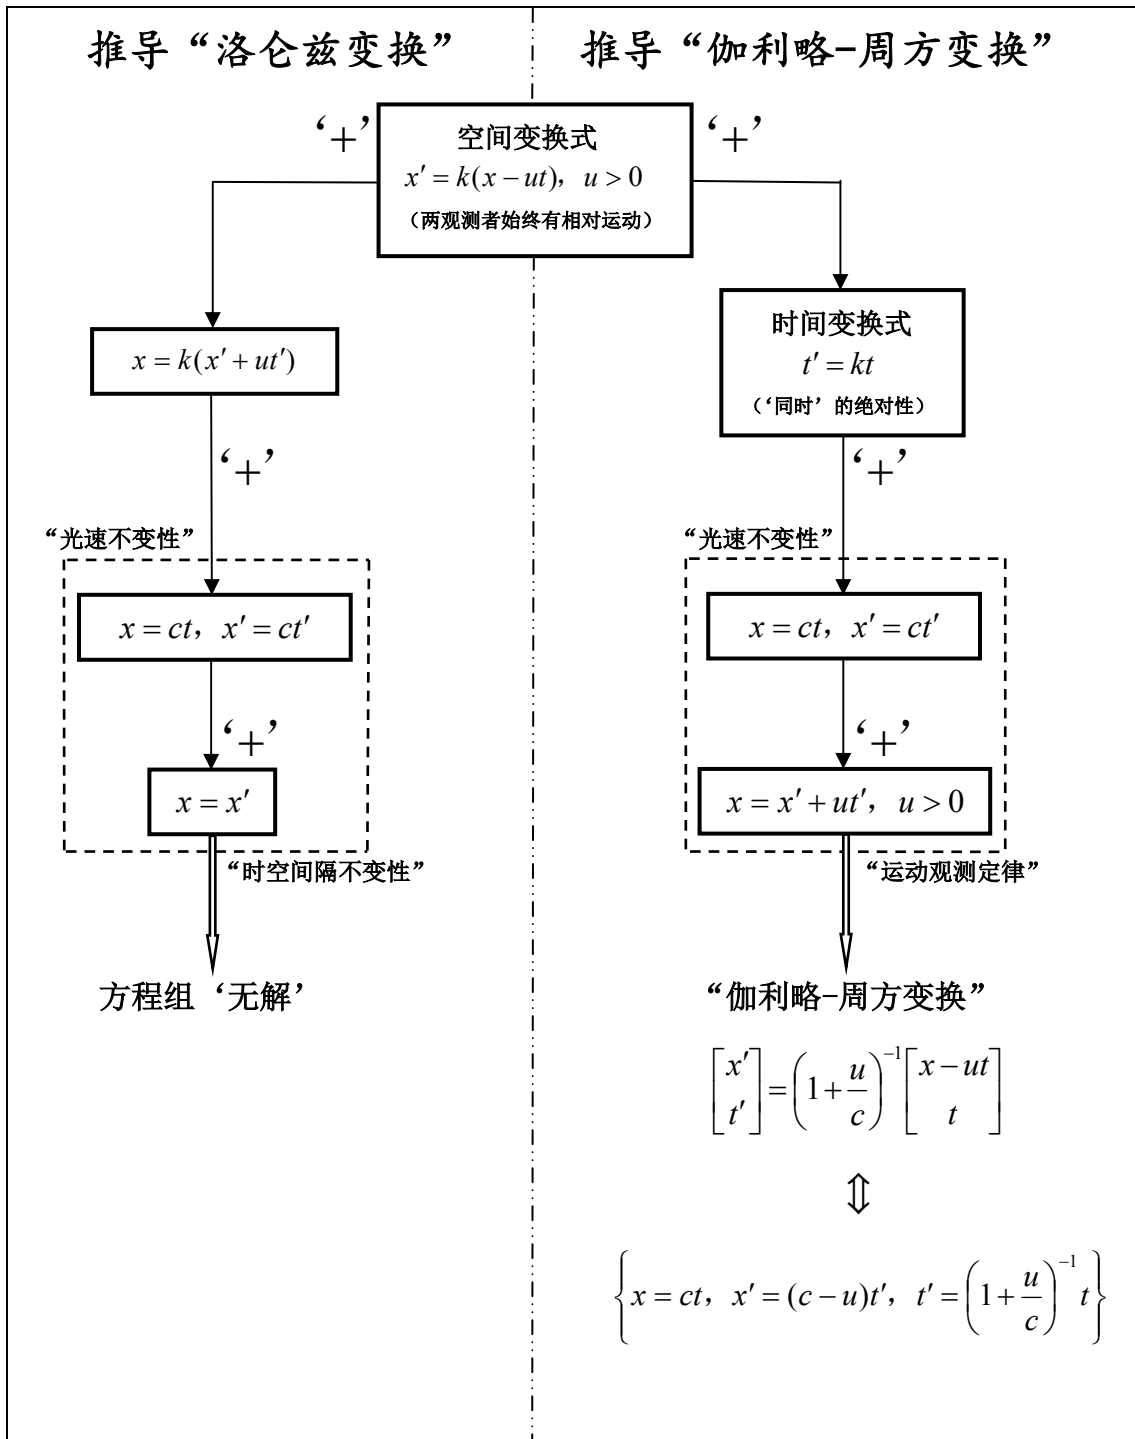 推导“洛仑兹变换”
推导“伽利略-周方变换”
‘+’
空间变换式
x′ = k(x − ut)，u > 0
（两观测者始终有相对运动）
‘+’
x = k(x′ + ut′)
‘+’
“光速不变性”
x = ct，x′ = ct′
‘+’
x = x′
“时空间隔不变性”
方程组‘无解’
时间变换式
t′ = kt
（‘同时’的绝对性）
‘+’
“光速不变性”
x = ct，x′ = ct′
‘+’
x = x′ + ut′，u > 0
“运动观测定律”
“伽利略-周方变换”
[x′ t′] = (1 + u/c)⁻¹ [x − ut t]
⇕
{x = ct，x′ = (c − u)t′，t′ = (1 + u/c)⁻¹ t}